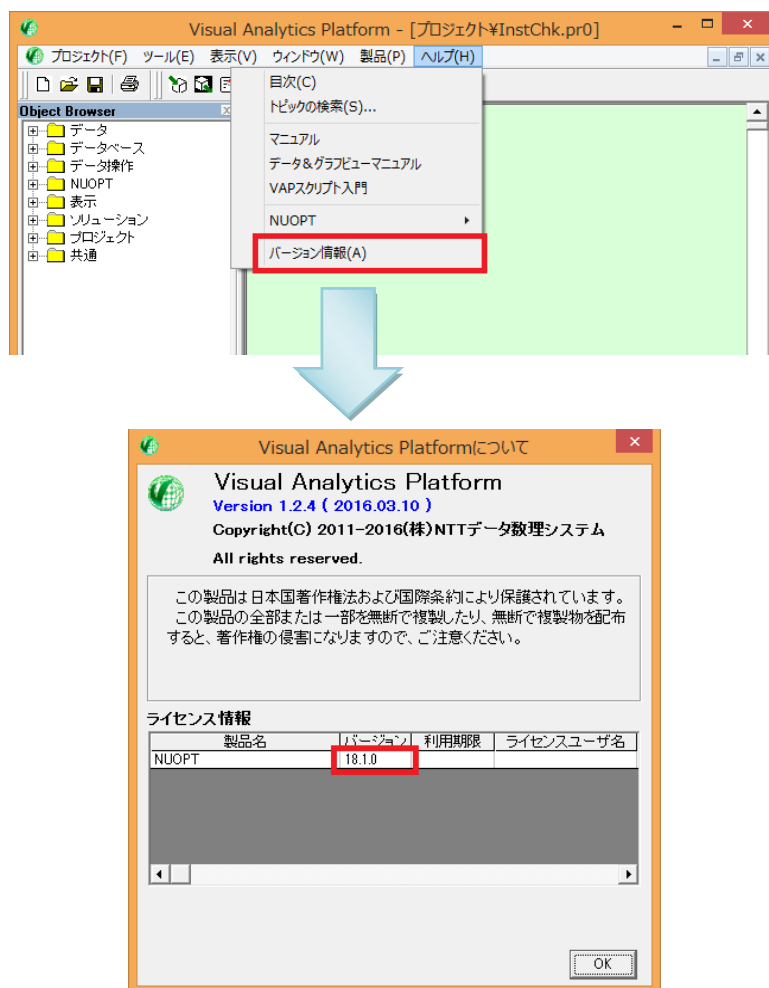 Visual Analytics Platform - [プロジェクト¥InstChk.pr0]
プロジェクト(F) ツール(E) 表示(V) ウィンドウ(W) 製品(P) ヘルプ(H)
Object Browser
データ
データベース
データ操作
NUOPT
表示
ソリューション
プロジェクト
共通
目次(C)
トピックの検索(S)...
マニュアル
データ&グラフビューマニュアル
VAPスクリプト入門
NUOPT
バージョン情報(A)
Visual Analytics Platformについて
Visual Analytics Platform
Version 1.2.4 ( 2016.03.10 )
Copyright(C) 2011-2016(株)NTTデータ数理システム
All rights reserved.
この製品は日本国著作権法および国際条約により保護されています。
この製品の全部または一部を無断で複製したり、無断で複製物を配布
すると、著作権の侵害になりますので、ご注意ください。
ライセンス情報
製品名 バージョン 利用期限 ライセンスユーザ名
NUOPT 18.1.0
OK